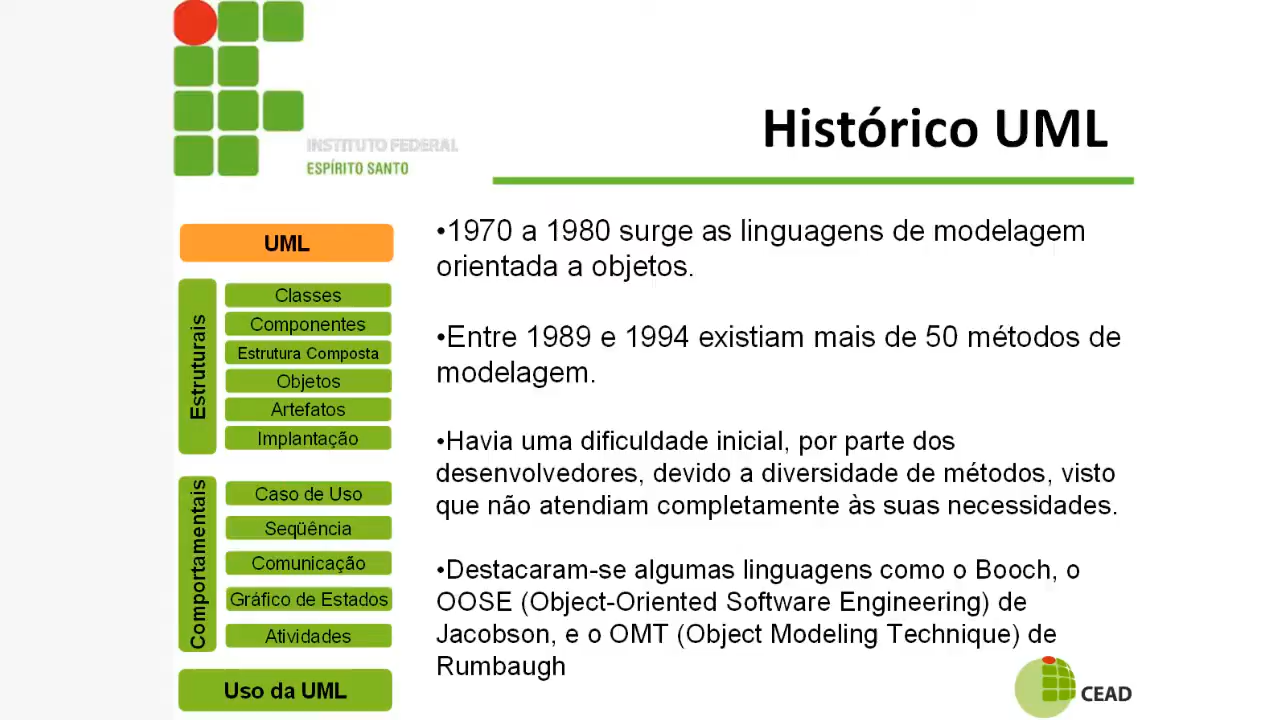 INSTITUTO FEDERAL
ESPÍRITO SANTO
Histórico UML
UML
Estruturais
Classes
Componentes
Estrutura Composta
Objetos
Artefatos
Implantação
Comportamentais
Caso de Uso
Seqüência
Comunicação
Gráfico de Estados
Atividades
Uso da UML
•1970 a 1980 surge as linguagens de modelagem
orientada a objetos.
•Entre 1989 e 1994 existiam mais de 50 métodos de
modelagem.
•Havia uma dificuldade inicial, por parte dos
desenvolvedores, devido a diversidade de métodos, visto
que não atendiam completamente às suas necessidades.
•Destacaram-se algumas linguagens como o Booch, o
OOSE (Object-Oriented Software Engineering) de
Jacobson, e o OMT (Object Modeling Technique) de
Rumbaugh
CEAD